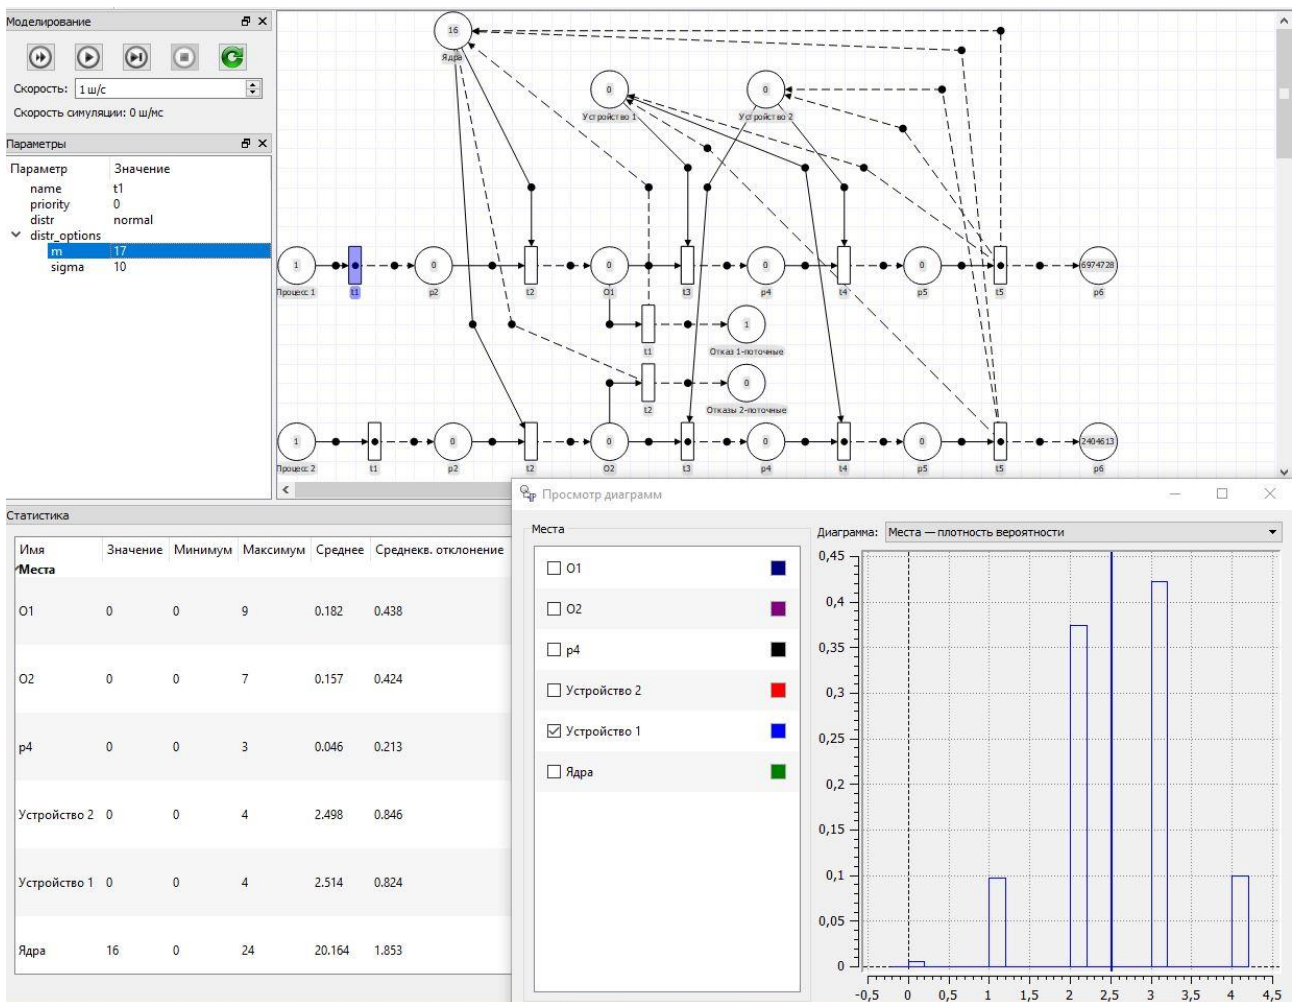 Моделирование
Скорость: 1 ш/с
Скорость симуляции: 0 ш/мс
Параметры
Параметр Значение
name t1
priority 0
distr normal
distr_options
m 17
sigma 10
16
Ядра
0
Устройство 1
0
Устройство 2
1
Процесс 1
t1
0
p2
t2
0
O1
t3
0
p4
t4
0
p5
t5
6974728
p6
t1
1
Отказ 1-поточные
t2
0
Отказы 2-поточные
1
Процесс 2
t1
0
p2
t2
0
O2
t3
0
p4
t4
0
p5
t5
2404613
p6
Статистика
Имя Значение Минимум Максимум Среднее Среднекв. отклонение
Места
O1 0 0 9 0.182 0.438
O2 0 0 7 0.157 0.424
p4 0 0 3 0.046 0.213
Устройство 2 0 0 4 2.498 0.846
Устройство 1 0 0 4 2.514 0.824
Ядра 16 0 24 20.164 1.853
Просмотр диаграмм
Места
O1
O2
p4
Устройство 2
Устройство 1
Ядра
Диаграмма: Места — плотность вероятности
0,45
0,4
0,35
0,3
0,25
0,2
0,15
0,1
0,05
0
-0,5 0 0,5 1 1,5 2 2,5 3 3,5 4 4,5